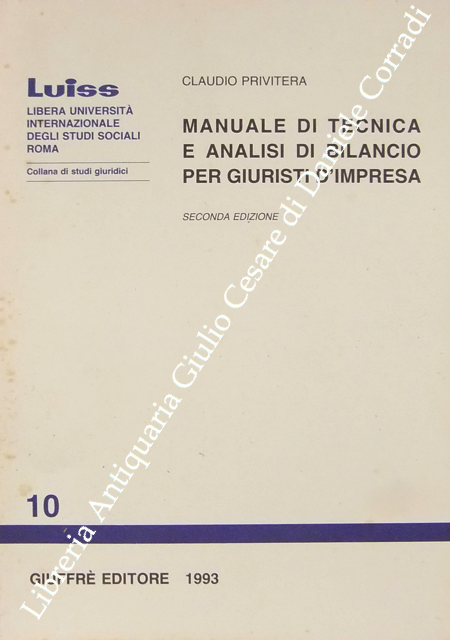 Luiss
LIBERA UNIVERSITÀ
INTERNAZIONALE
DEGLI STUDI SOCIALI
ROMA
Collana di studi giuridici
CLAUDIO PRIVITERA
MANUALE DI TECNICA
E ANALISI DI BILANCIO
PER GIURISTI D'IMPRESA
SECONDA EDIZIONE
10
GIUFFRÈ EDITORE 1993
Libreria Antiquaria Giulio Cesare di Daniele Corradi